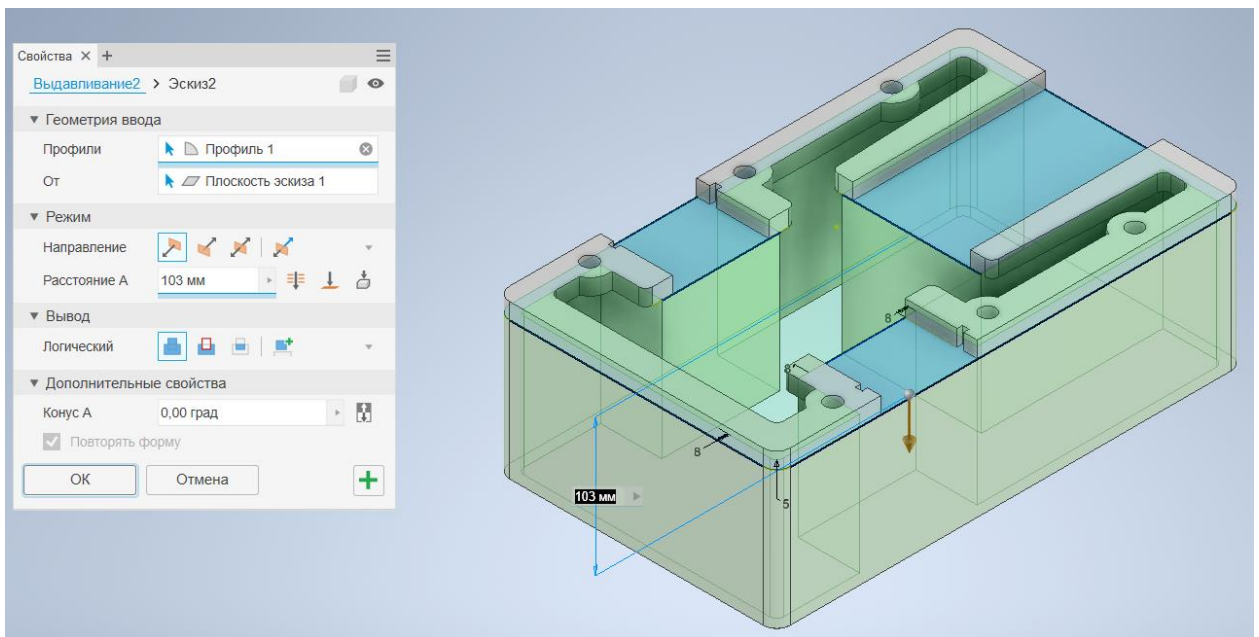 Свойства × +
Выдавливание2 > Эскиз2
Геометрия ввода
Профили Профиль 1
От Плоскость эскиза 1
Режим
Направление
Расстояние А 103 мм
Вывод
Логический
Дополнительные свойства
Конус А 0,00 град
Повторять форму
ОК Отмена
8
8
8
103 мм
5